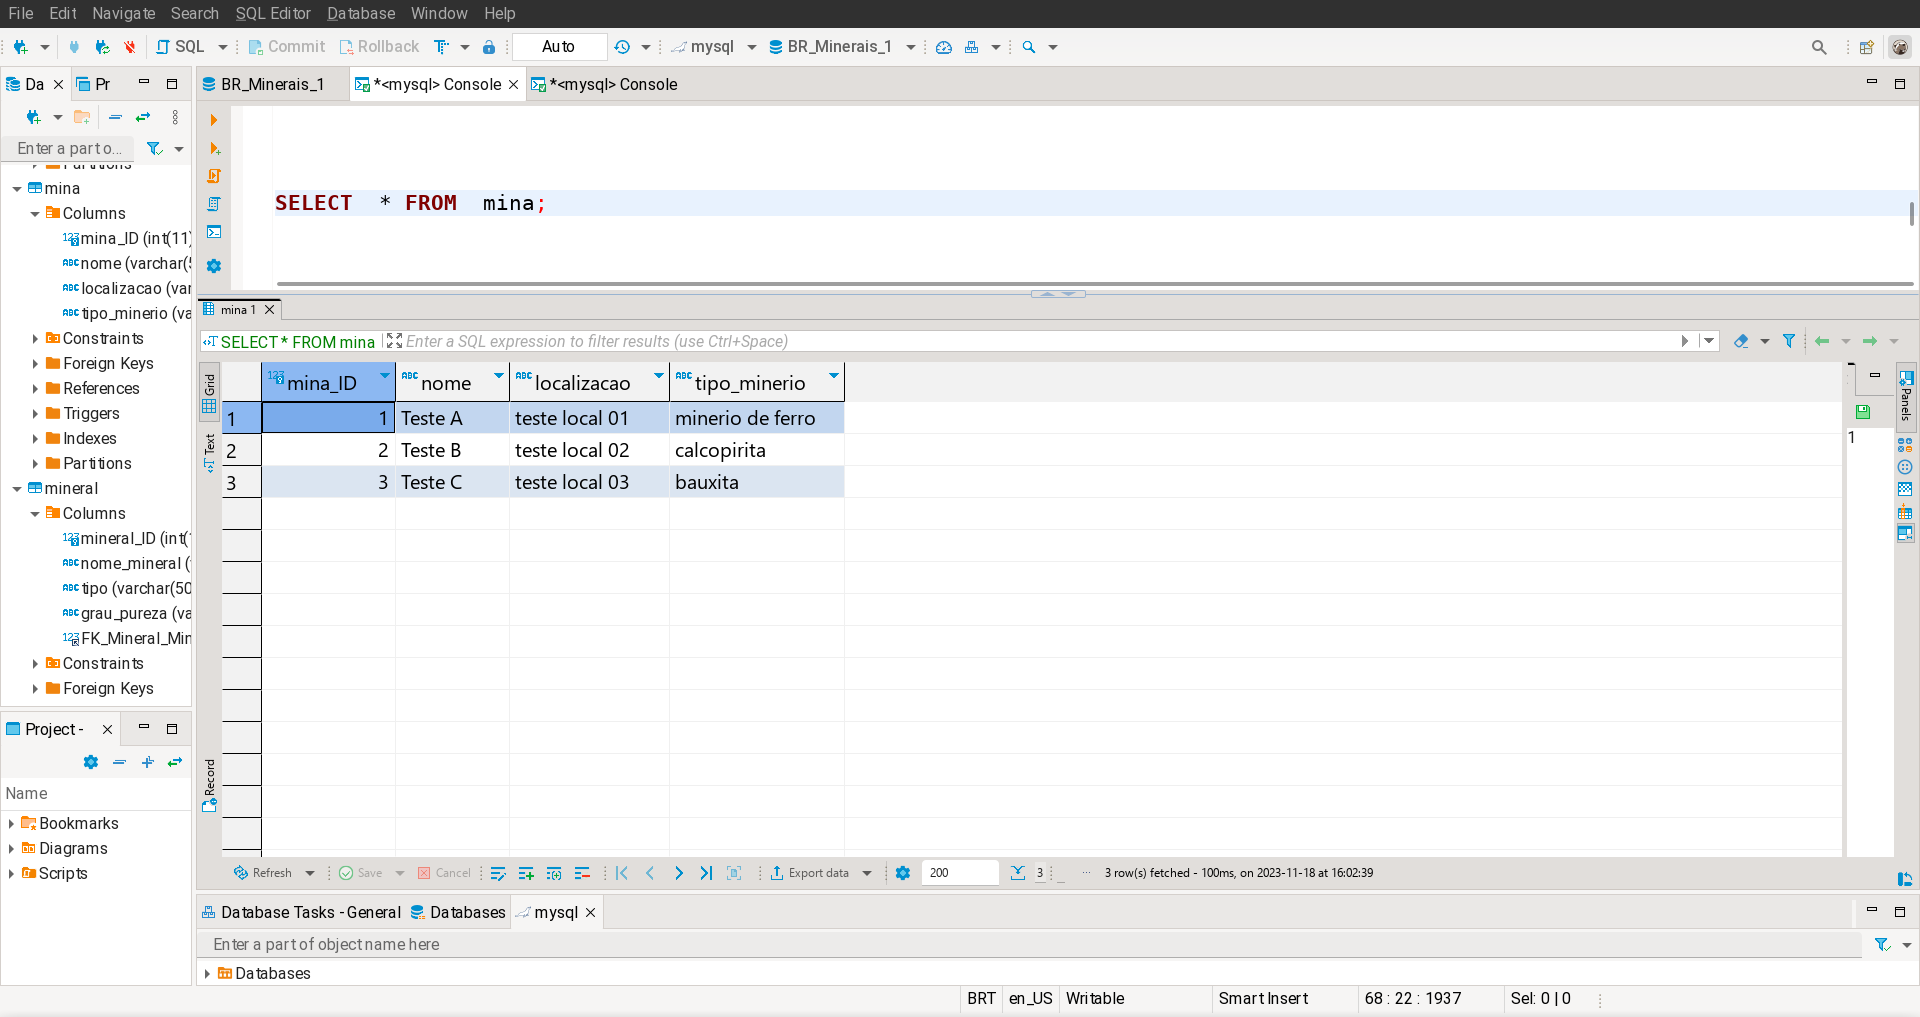 File Edit Navigate Search SQL Editor Database Window Help
SQL Commit Rollback Auto mysql BR_Minerais_1
Da Pr
BR_Minerais_1 *<mysql> Console *<mysql> Console
Enter a part o...
mina
Columns
mina_ID (int(11)
nome (varchar(5
localizacao (var
tipo_minerio (va
Constraints
Foreign Keys
References
Triggers
Indexes
Partitions
mineral
Columns
mineral_ID (int(
nome_mineral (
tipo (varchar(50
grau_pureza (va
FK_Mineral_Min
Constraints
Foreign Keys
Project -
Name
Bookmarks
Diagrams
Scripts
SELECT * FROM mina;
mina 1
SELECT * FROM mina Enter a SQL expression to filter results (use Ctrl+Space)
Grid
Text
Record
mina_ID nome localizacao tipo_minerio
1 1 Teste A teste local 01 minerio de ferro
2 2 Teste B teste local 02 calcopirita
3 3 Teste C teste local 03 bauxita
Panels
1
Refresh Save Cancel Export data 200 3 ... 3 row(s) fetched - 100ms, on 2023-11-18 at 16:02:39
Database Tasks - General Databases mysql
Enter a part of object name here
Databases
BRT en_US Writable Smart Insert 68 : 22 : 1937 Sel: 0 | 0